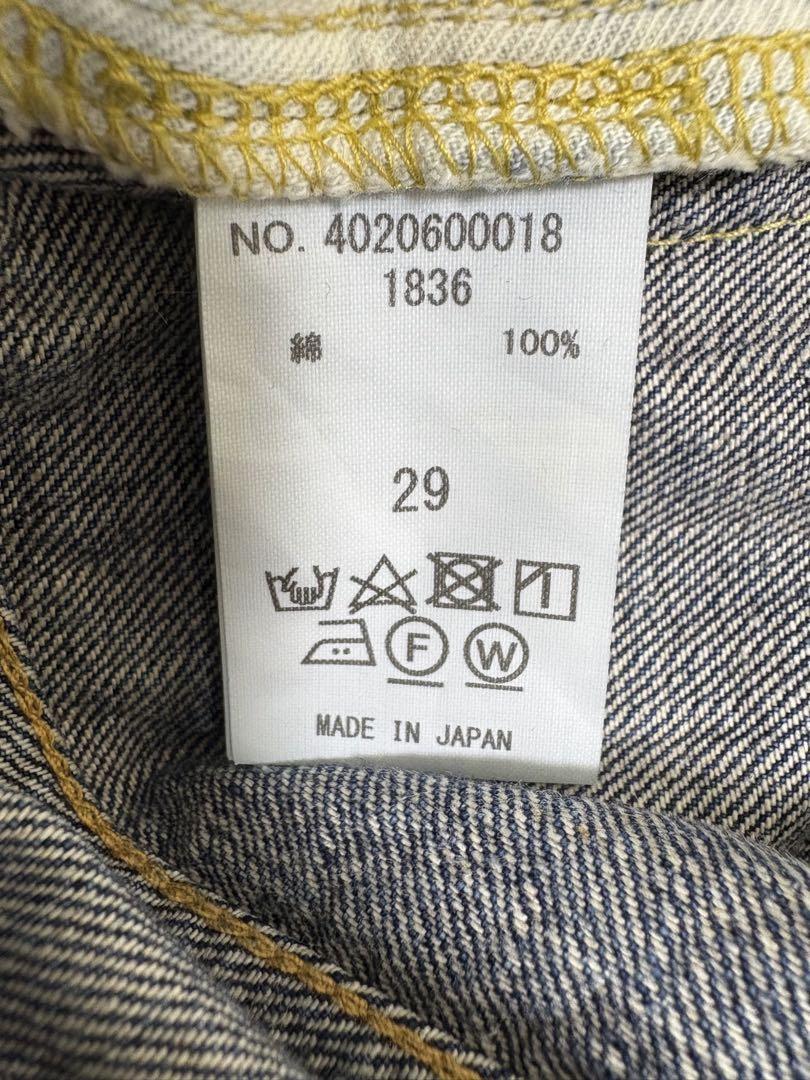 NO. 4020600018
1836
綿 100%
29
F W
MADE IN JAPAN